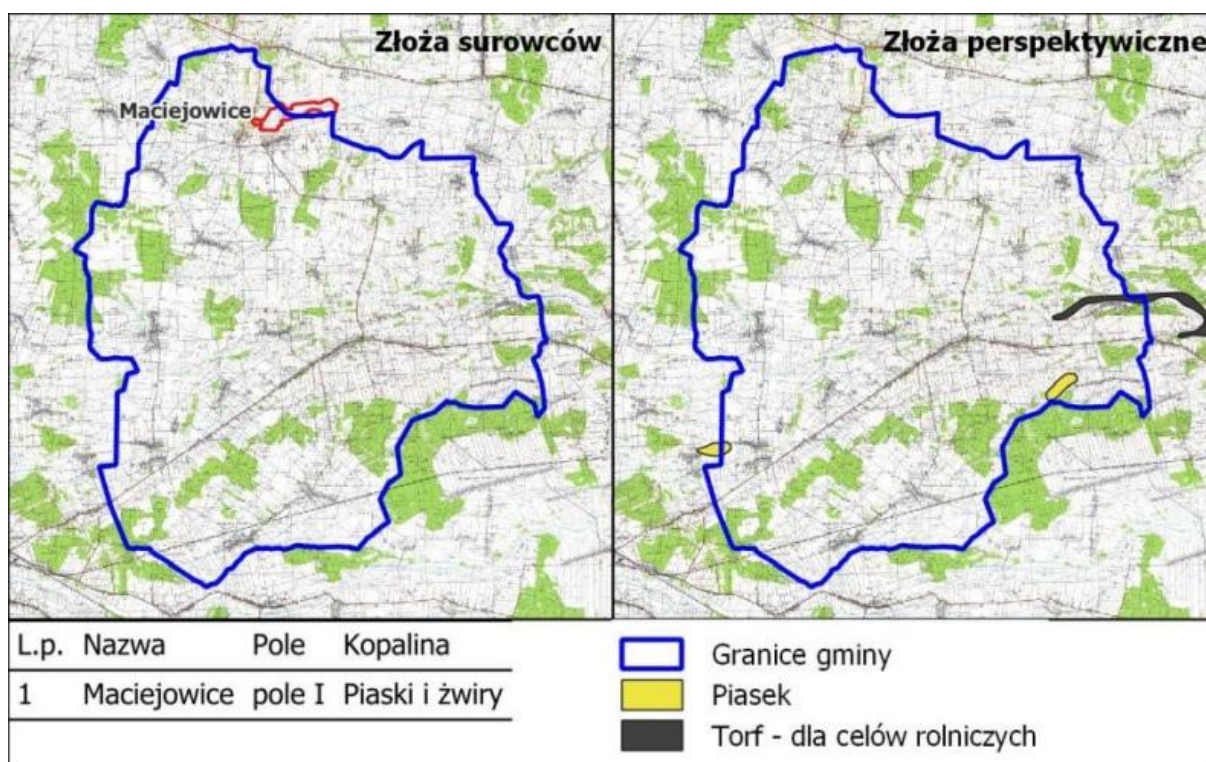 Złoża surowców
Złoża perspektywiczne
Maciejowice
L.p. Nazwa Pole Kopalina
1 Maciejowice pole I Piaski i żwiry
Granice gminy
Piasek
Torf - dla celów rolniczych